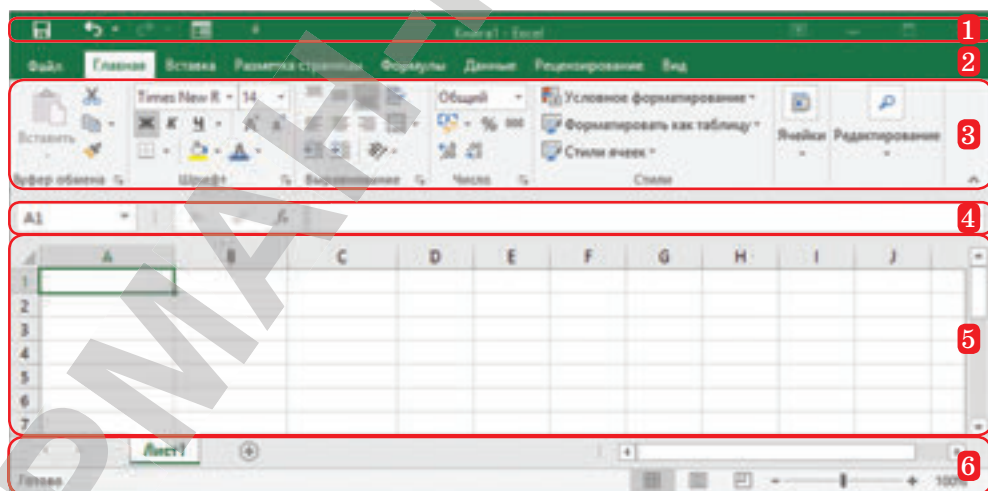 Книга1 - Excel 1
Файл Главная Вставка Разметка страницы Формулы Данные Рецензирование Вид 2
Times New R 14 Общий Условное форматирование
Вставить Ж К Ч % 000 Форматировать как таблицу Ячейки Редактирование 3
Стили ячеек
Буфер обмена Шрифт Выравнивание Число Стили
A1 fx 4
A B C D E F G H I J
1
2
3
4 5
5
6
7
Лист1 6
Готово 100%
РМАН-